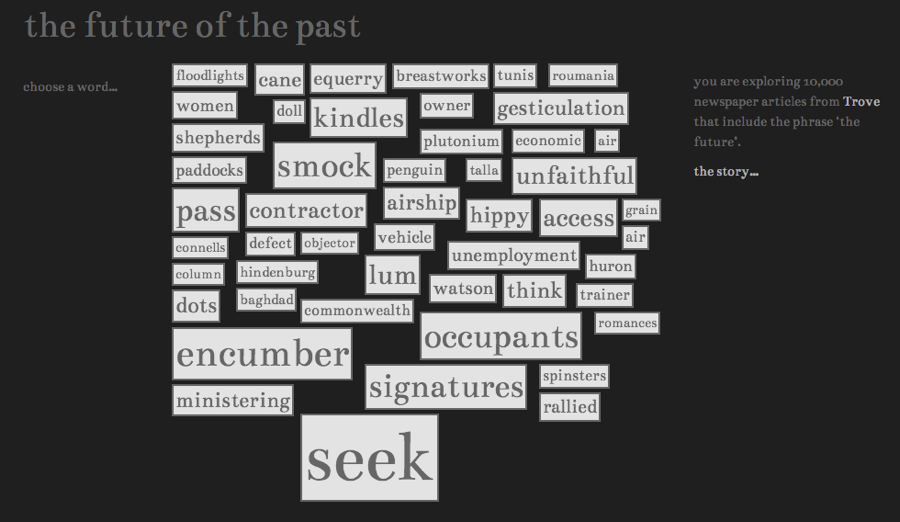 the future of the past
choose a word...
floodlights cane equerry breastworks tunis roumania
women doll kindles owner gesticulation
shepherds plutonium economic air
paddocks smock penguin talla unfaithful
pass contractor airship hippy access grain
connells defect objector vehicle air
column hindenburg lum unemployment huron
dots baghdad commonwealth watson think trainer
encumber occupants romances
ministering signatures spinsters
rallied
seek
you are exploring 10,000
newspaper articles from Trove
that include the phrase 'the
future'.
the story...